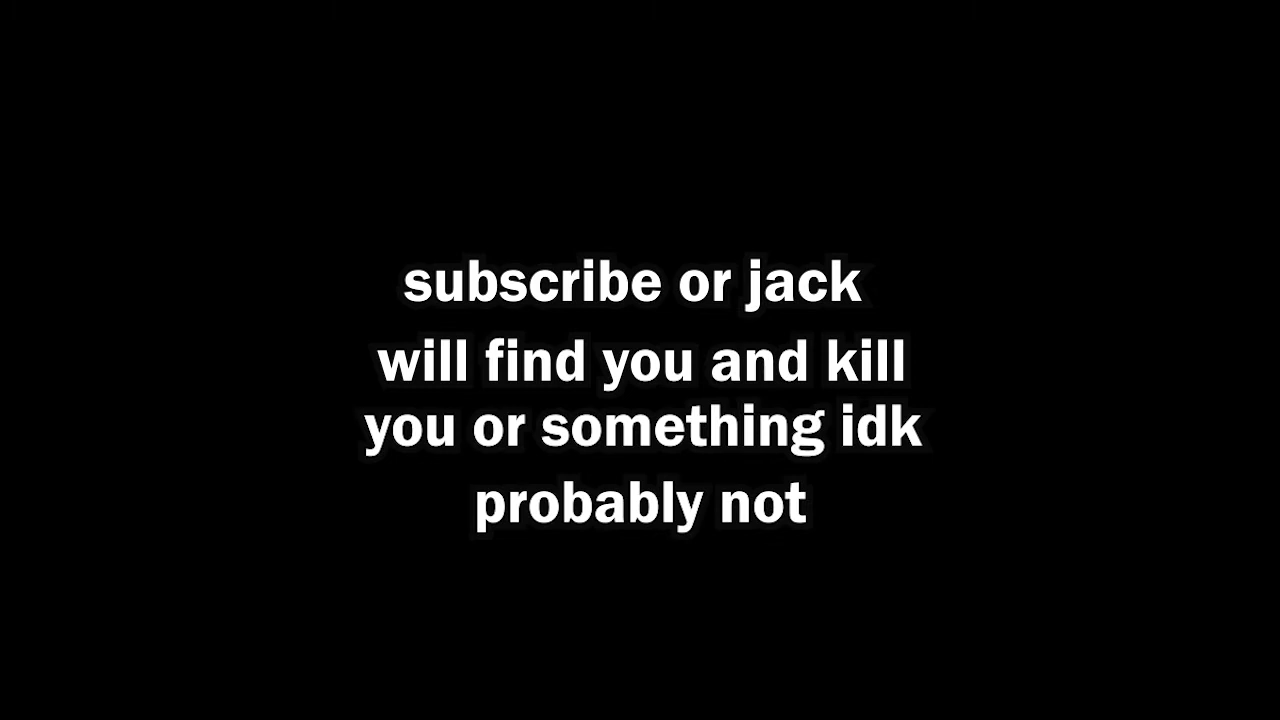 subscribe or jack
will find you and kill
you or something idk
probably not